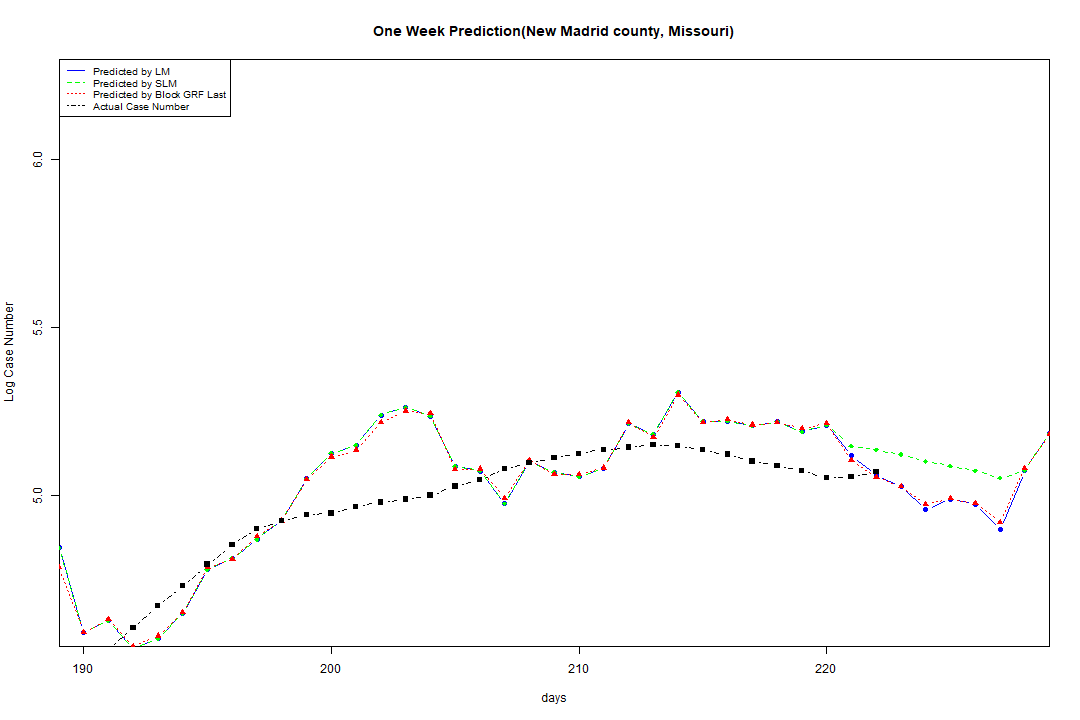 One Week Prediction(New Madrid county, Missouri)
Predicted by LM
Predicted by SLM
Predicted by Block GRF Last
Actual Case Number
6.0
5.5
5.0
Log Case Number
190 200 210 220
days